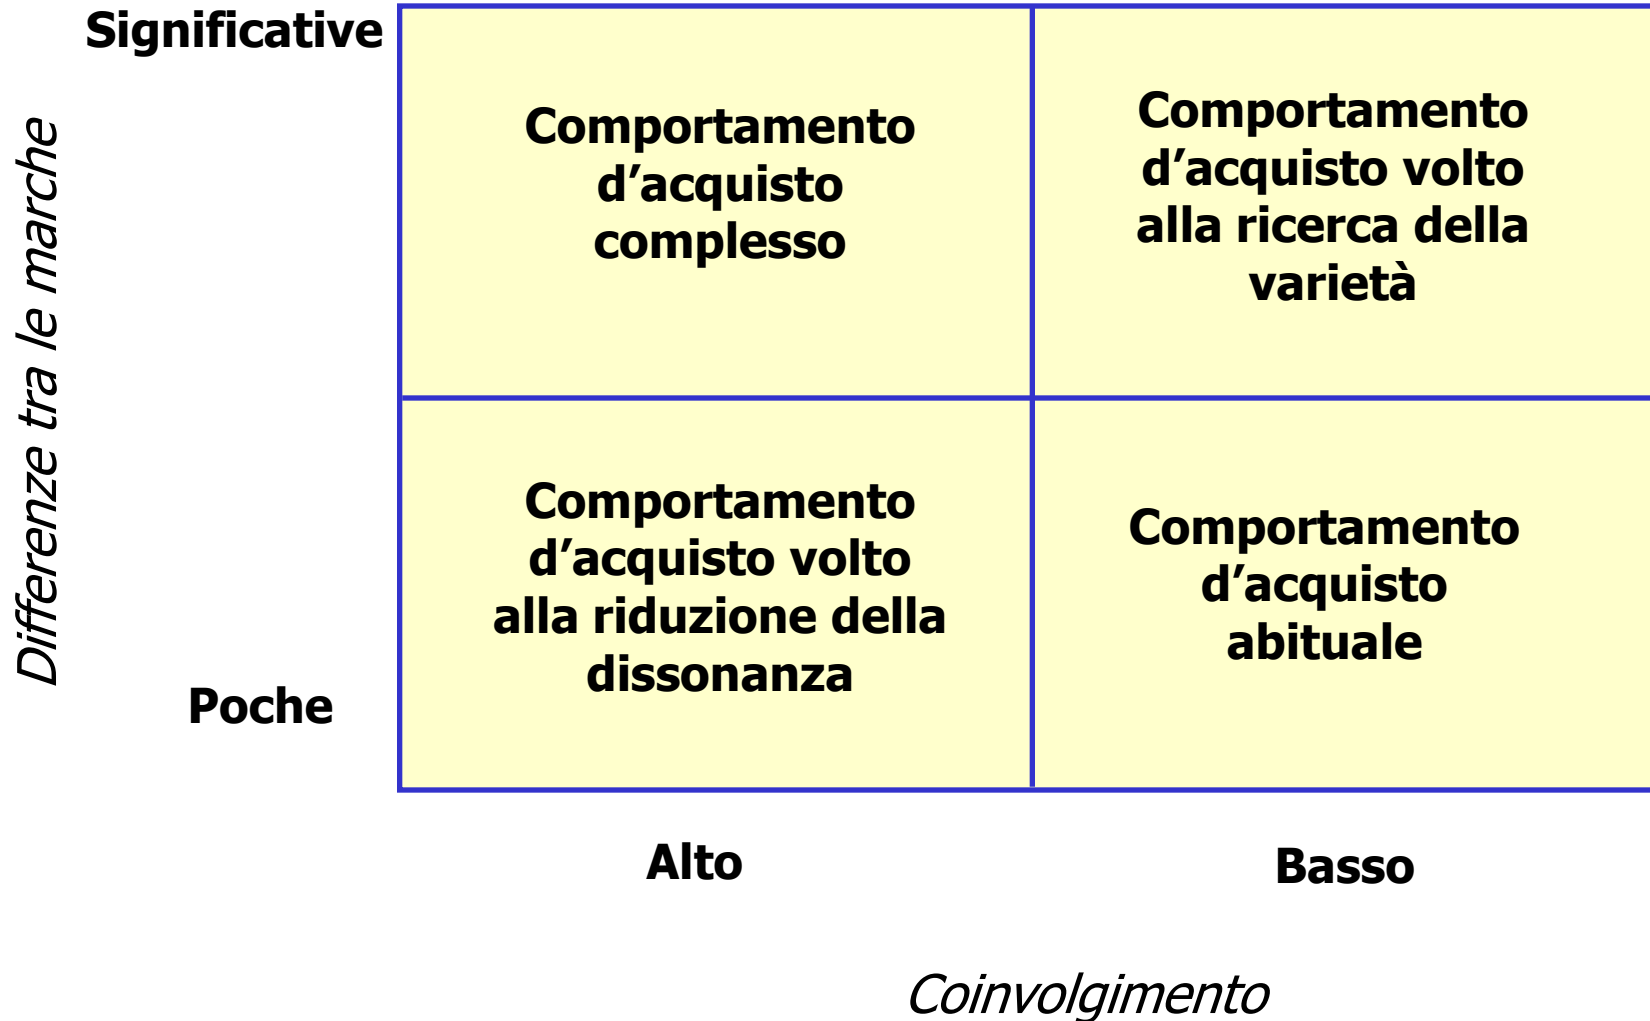 Significative
Differenze tra le marche
Comportamento
d’acquisto
complesso
Comportamento
d’acquisto volto
alla ricerca della
varietà
Comportamento
d’acquisto volto
alla riduzione della
dissonanza
Comportamento
d’acquisto
abituale
Poche
Alto
Basso
Coinvolgimento